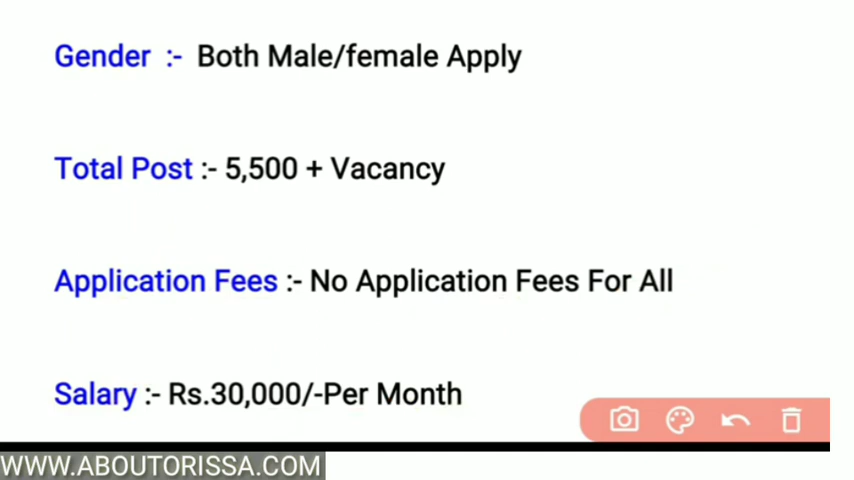 Gender :- Both Male/female Apply
Total Post :- 5,500 + Vacancy
Application Fees :- No Application Fees For All
Salary :- Rs.30,000/-Per Month
WWW.ABOUTORISSA.COM